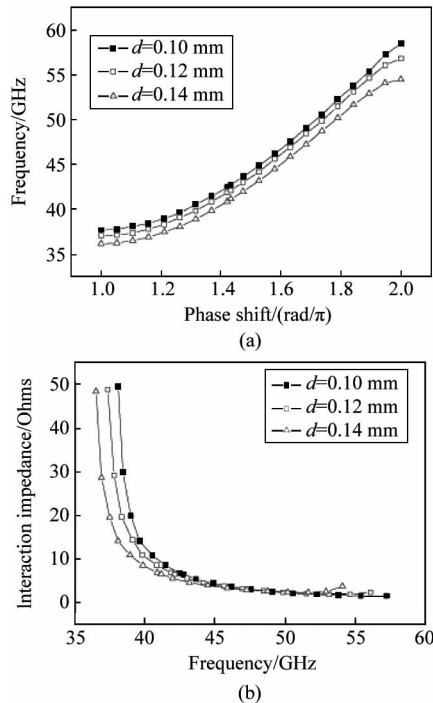 60
55
50
45
40
35
Frequency/GHz
d=0.10 mm
d=0.12 mm
d=0.14 mm
1.0 1.2 1.4 1.6 1.8 2.0
Phase shift/(rad/π)
(a)
50
40
30
20
10
0
Interaction impedance/Ohms
d=0.10 mm
d=0.12 mm
d=0.14 mm
35 40 45 50 55 60
Frequency/GHz
(b)